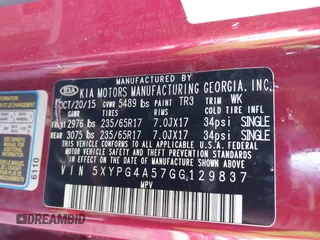 MANUFACTURED BY
KIA KIA MOTORS MANUFACTURING GEORGIA, INC.
OCT/20/15 GVWR 5489 lbs PAINT TR3 TRIM WK
GAWR TIRES RIMS COLD TIRE INFL
FRT 2976 lbs 235/65R17 7.0JX17 34psi SINGLE
RR 3075 lbs 235/65R17 7.0JX17 34psi SINGLE
THIS VEHICLE CONFORMS TO ALL APPLICABLE
FEDERAL MOTOR VEHICLE SAFETY
STANDARDS IN EFFECT ON THE DATE OF
MANUFACTURE SHOWN ABOVE.
VIN 5XYPG4A57GG129837
MPV
6110
DREAMBID